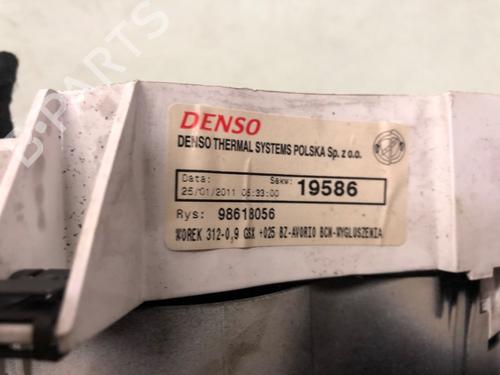 B-PARTS
DENSO
DENSO THERMAL SYSTEMS POLSKA Sp. z o.o.
Data: Sekw: 19586
25/01/2011 05:33:00
Rys: 98618056
WOREK 312-0,9 GSX +025 BZ-AVORIO BCN-WYGLUSZENIA